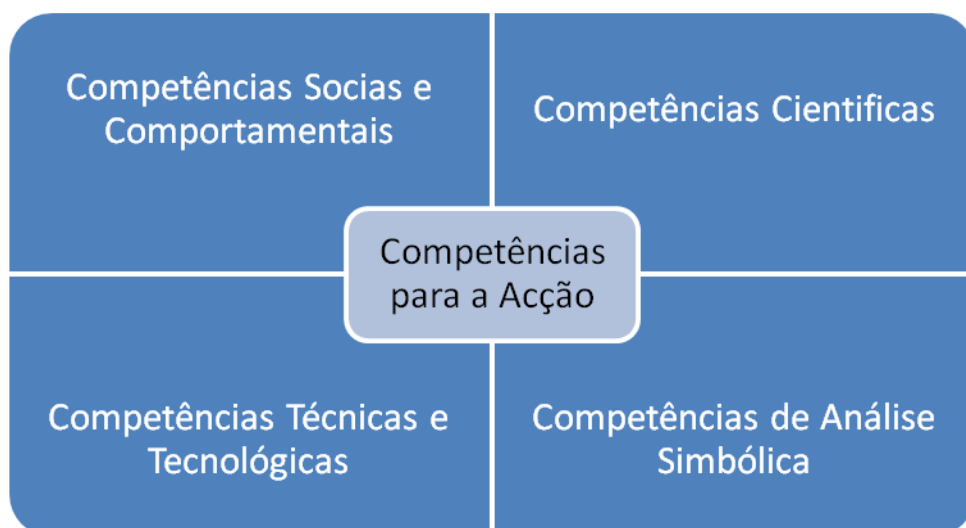 Competências Socias e
Comportamentais
Competências Cientificas
Competências
para a Acção
Competências Técnicas e
Tecnológicas
Competências de Análise
Simbólica